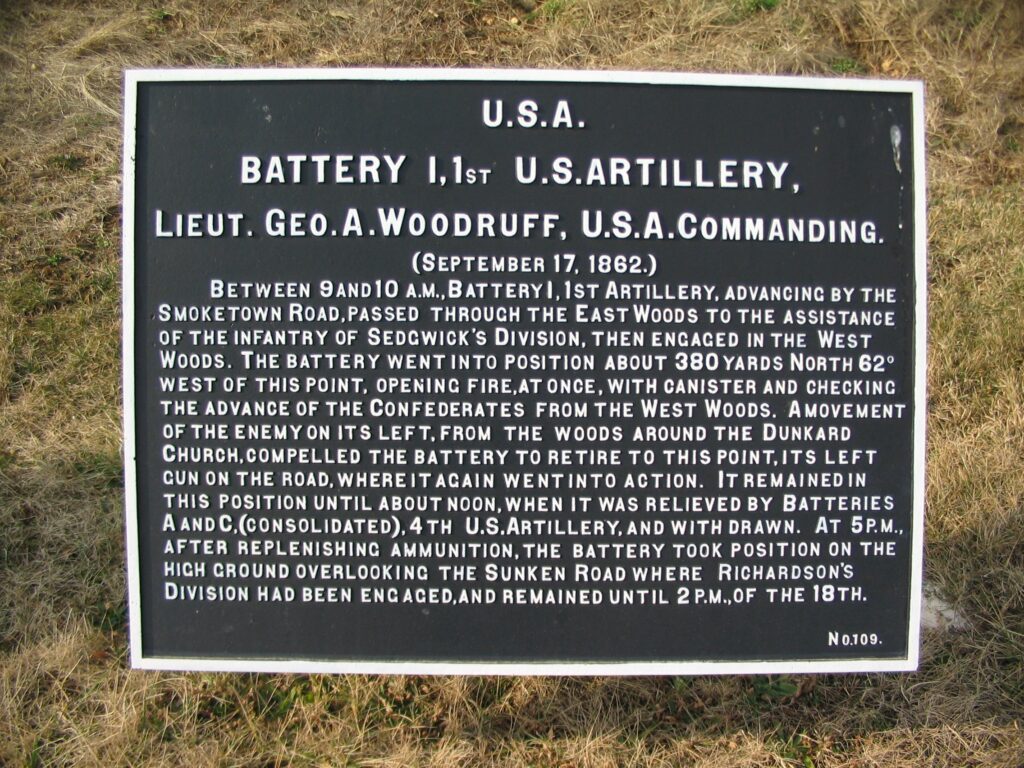 U.S.A.
BATTERY I, 1ST U.S. ARTILLERY,
LIEUT. GEO. A. WOODRUFF, U.S.A. COMMANDING.
(SEPTEMBER 17, 1862.)
BETWEEN 9 AND 10 A.M., BATTERY I, 1ST ARTILLERY, ADVANCING BY THE
SMOKETOWN ROAD, PASSED THROUGH THE EAST WOODS TO THE ASSISTANCE
OF THE INFANTRY OF SEDGWICK'S DIVISION, THEN ENGAGED IN THE WEST
WOODS. THE BATTERY WENT INTO POSITION ABOUT 380 YARDS NORTH 62°
WEST OF THIS POINT, OPENING FIRE, AT ONCE, WITH CANISTER AND CHECKING
THE ADVANCE OF THE CONFEDERATES FROM THE WEST WOODS. A MOVEMENT
OF THE ENEMY ON ITS LEFT, FROM THE WOODS AROUND THE DUNKARD
CHURCH, COMPELLED THE BATTERY TO RETIRE TO THIS POINT, ITS LEFT
GUN ON THE ROAD, WHERE IT AGAIN WENT INTO ACTION. IT REMAINED IN
THIS POSITION UNTIL ABOUT NOON, WHEN IT WAS RELIEVED BY BATTERIES
A AND C, (CONSOLIDATED), 4TH U.S. ARTILLERY, AND WITH DRAWN. AT 5 P.M.,
AFTER REPLENISHING AMMUNITION, THE BATTERY TOOK POSITION ON THE
HIGH GROUND OVERLOOKING THE SUNKEN ROAD WHERE RICHARDSON'S
DIVISION HAD BEEN ENGAGED, AND REMAINED UNTIL 2 P.M., OF THE 18TH.
NO. 109.